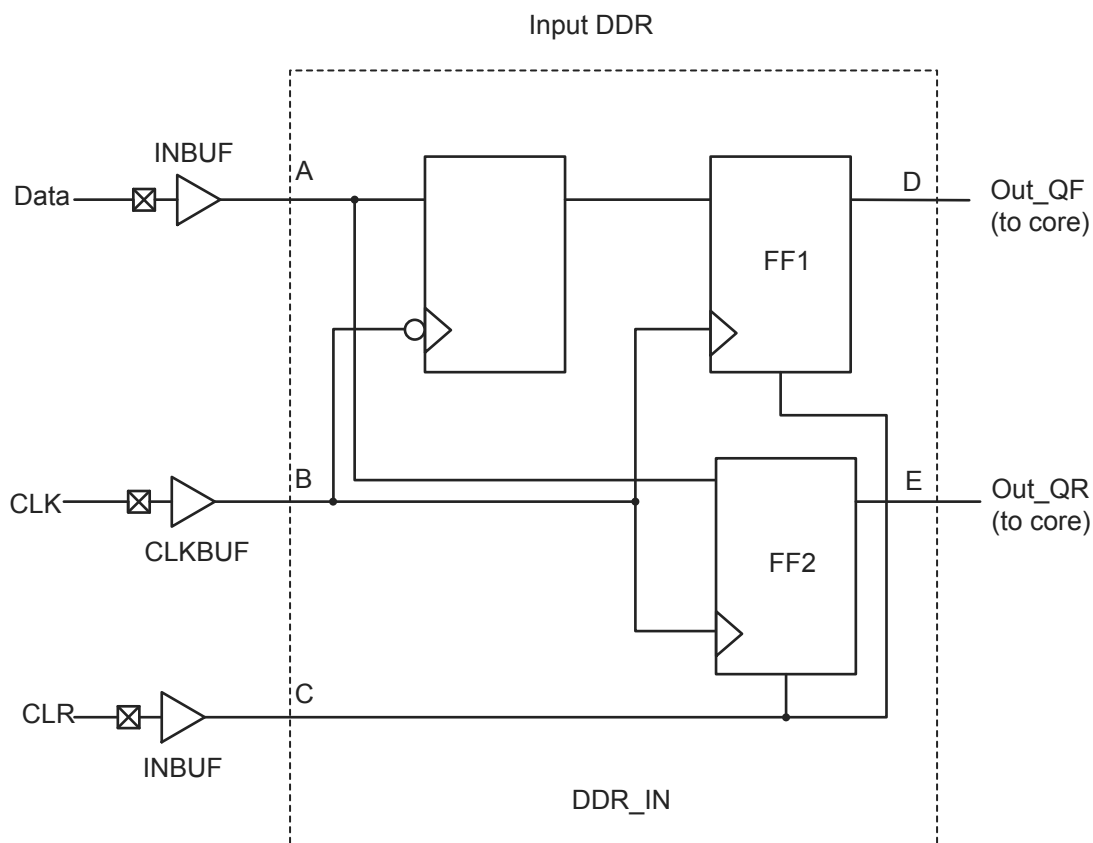 Input DDR
INBUF
A
Data
D
Out_QF
(to core)
FF1
B
CLK
CLKBUF
E
Out_QR
(to core)
FF2
C
CLR
INBUF
DDR_IN